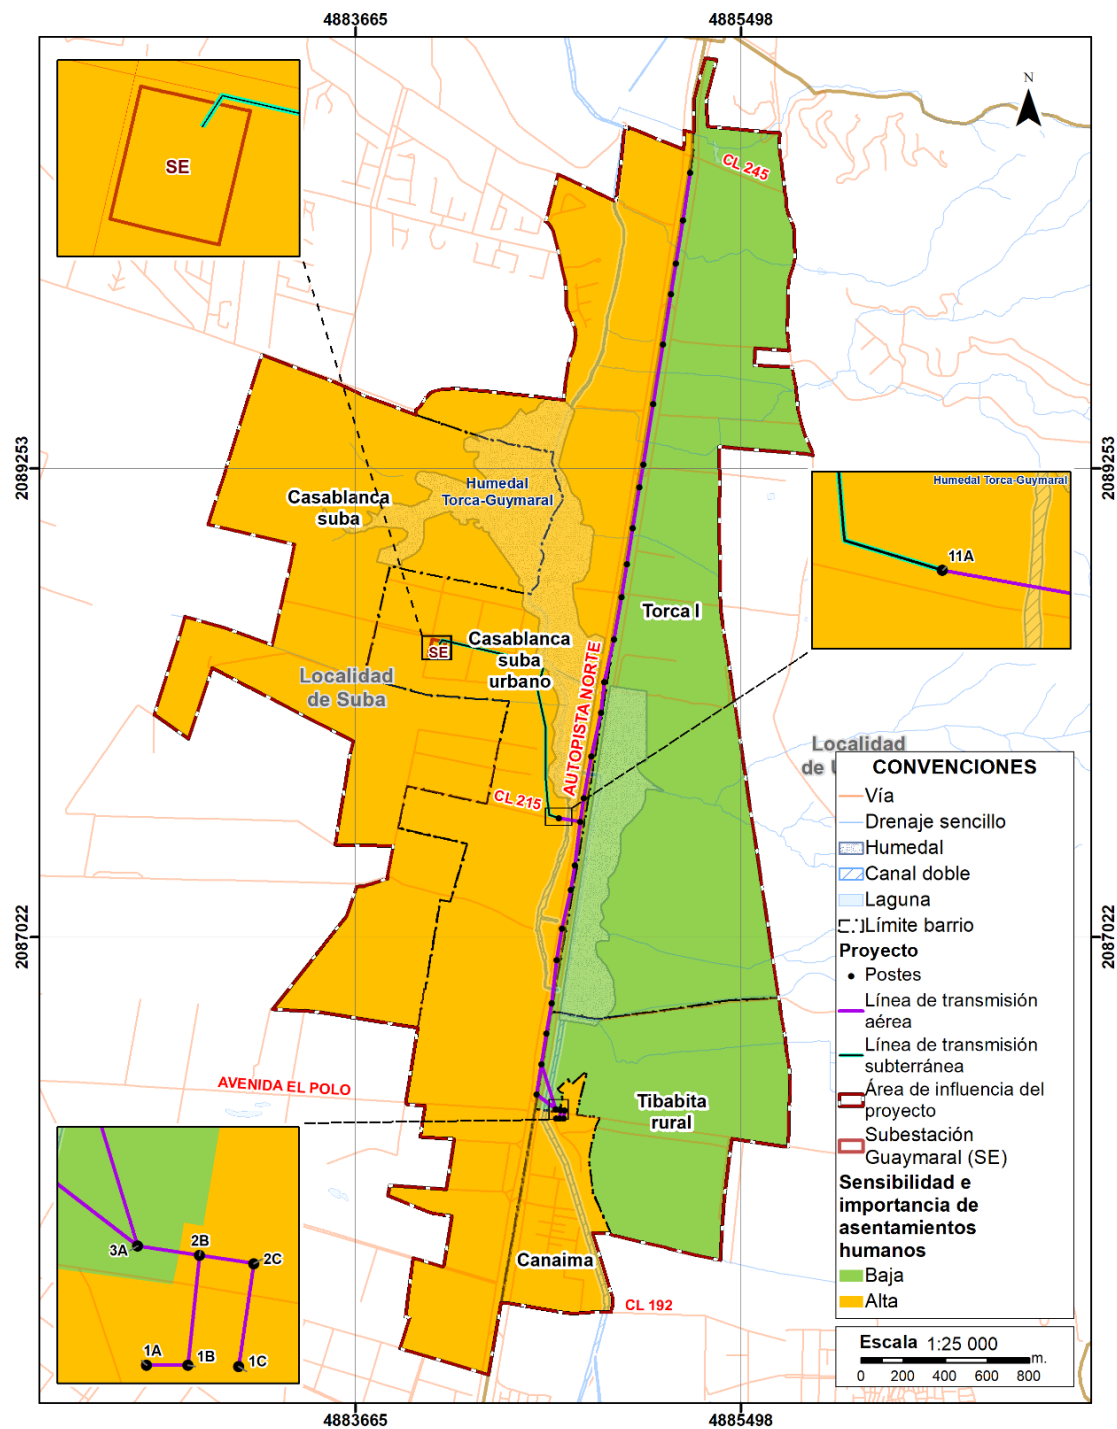 4883665
4885498
N
SE
CL 245
2089253
2089253
Humedal
Torca-Guymaral
Casablanca
suba
Humedal Torca-Guymaral
11A
Torca I
SE
Casablanca
suba
urbano
Localidad
de Suba
AUTOPISTA NORTE
CL 215
Localidad
de U
CONVENCIONES
Vía
Drenaje sencillo
Humedal
Canal doble
Laguna
Límite barrio
Proyecto
Postes
Línea de transmisión
aérea
Línea de transmisión
subterránea
Área de influencia del
proyecto
Subestación
Guaymaral (SE)
Sensibilidad e
importancia de
asentamientos
humanos
Baja
Alta
2087022
2087022
AVENIDA EL POLO
Tibabita
rural
3A
2B
2C
1A
1B
1C
Canaima
CL 192
Escala 1:25 000
m.
0 200 400 600 800
4883665
4885498